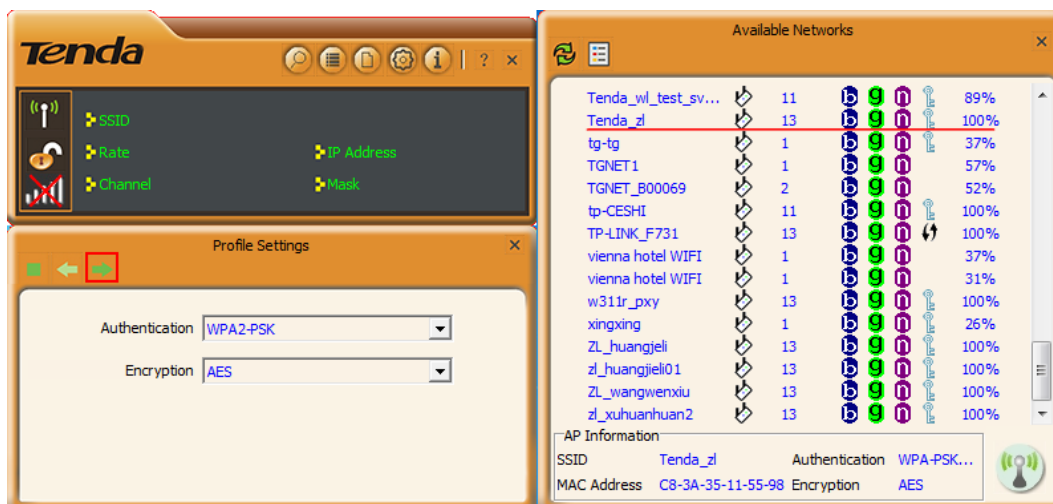 Tenda
? ×
SSID
Rate
IP Address
Channel
Mask
Profile Settings ×
Authentication WPA2-PSK
Encryption AES
Available Networks ×
Tenda_wl_test_sv... 11 b g n 89%
Tenda_zl 13 b g n 100%
tg-tg 1 b g n 37%
TGNET1 1 b g n 57%
TGNET_B00069 2 b g n 52%
tp-CESHI 11 b g n 100%
TP-LINK_F731 13 b g n 100%
vienna hotel WIFI 1 b g n 37%
vienna hotel WIFI 1 b g n 31%
w311r_pxy 13 b g n 100%
xingxing 1 b g n 26%
ZL_huangjeli 13 b g n 100%
zl_huangjieli01 13 b g n 100%
ZL_wangwenxiu 13 b g n 100%
zl_xuhuanhuan2 13 b g n 100%
AP Information
SSID Tenda_zl Authentication WPA-PSK...
MAC Address C8-3A-35-11-55-98 Encryption AES